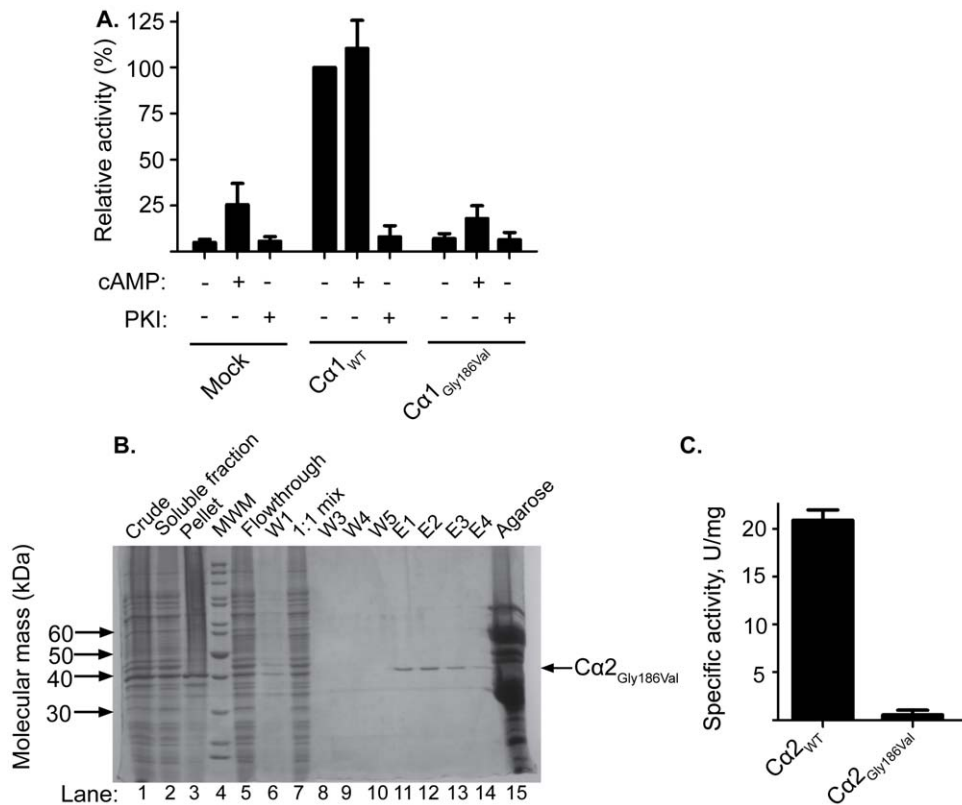 A.
Relative activity (%)
125
100
75
50
25
cAMP: - + - - + - - + -
PKI: - - + - - + - - +
Mock
Cα1WT
Cα1Gly186Val
B.
Crude
Soluble fraction
Pellet
MWM
Flowthrough
W1
1:1 mix
W3
W4
W5
E1
E2
E3
E4
Agarose
Molecular mass (kDa)
60
50
40
30
Cα2Gly186Val
Lane: 1 2 3 4 5 6 7 8 9 10 11 12 13 14 15
C.
Specific activity, U/mg
20
15
10
5
Cα2WT
Cα2Gly186Val